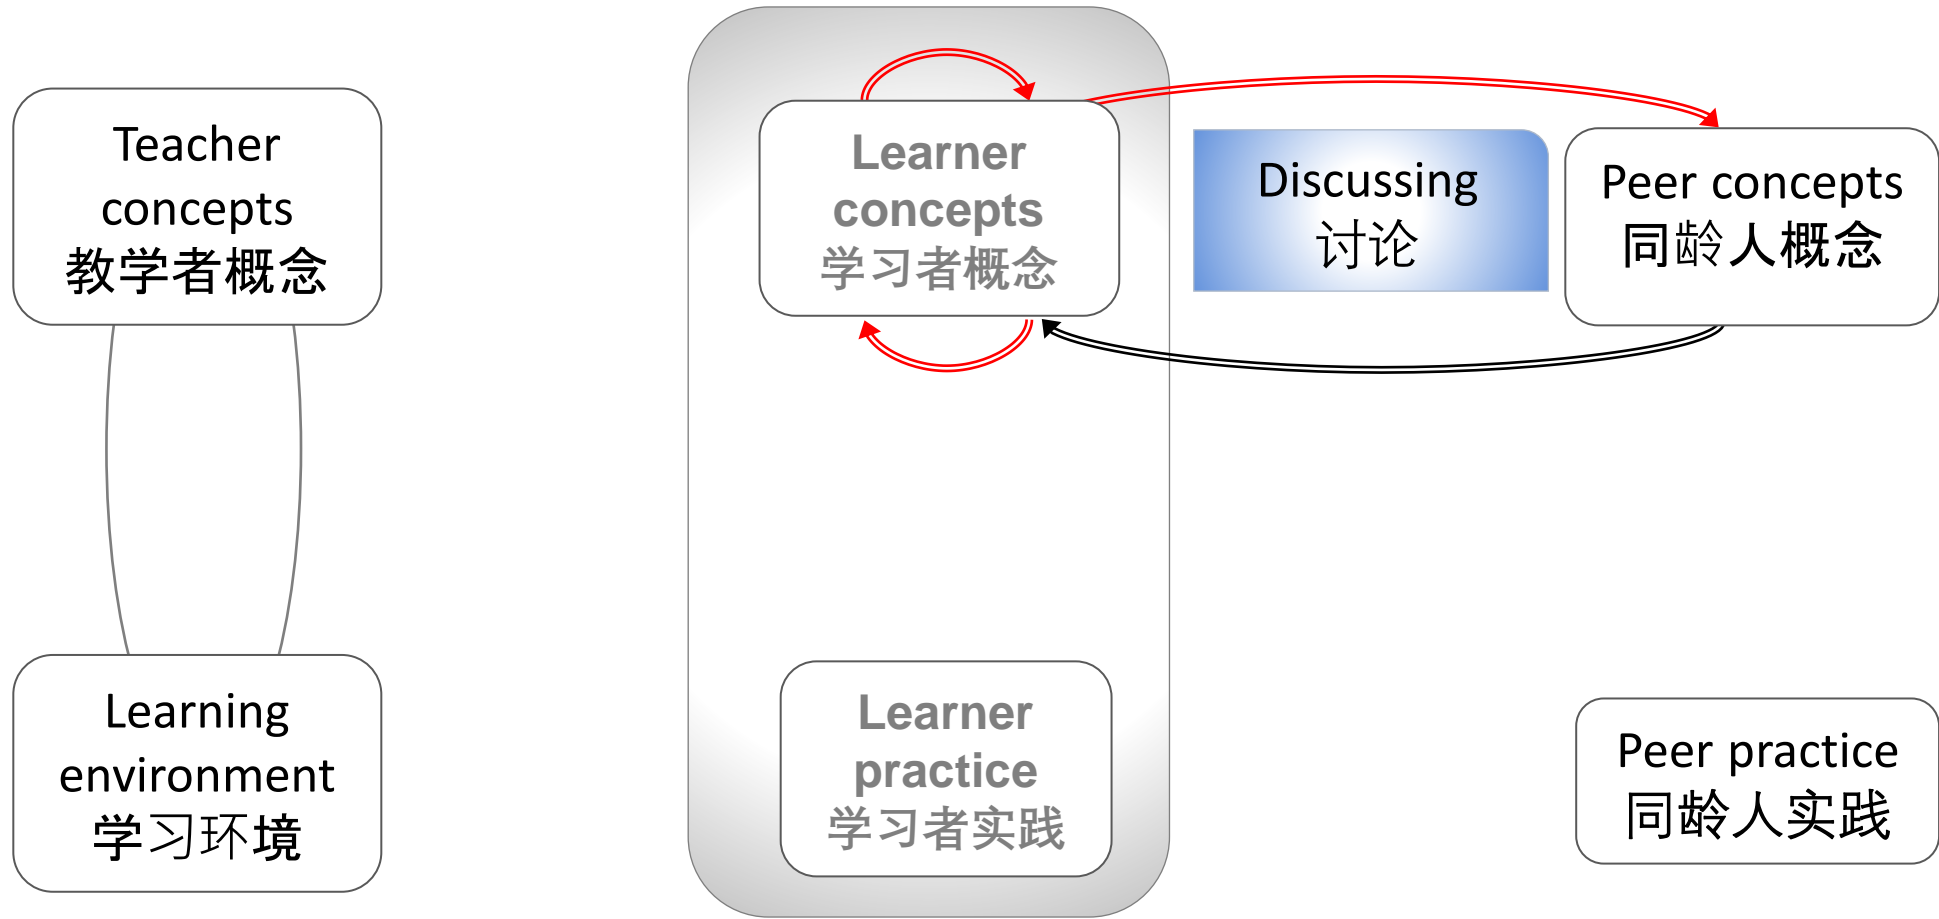 Teacher
concepts
教学者概念
Learner
concepts
学习者概念
Discussing
讨论
Peer concepts
同龄人概念
Learning
environment
学习环境
Learner
practice
学习者实践
Peer practice
同龄人实践